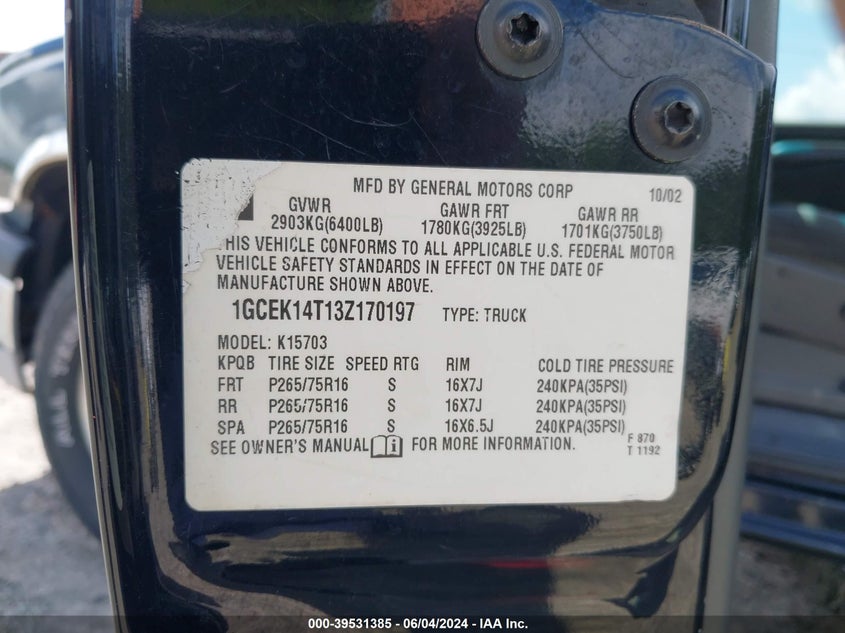 MFD BY GENERAL MOTORS CORP 10/02
GVWR GAWR FRT GAWR RR
2903KG(6400LB) 1780KG(3925LB) 1701KG(3750LB)
HIS VEHICLE CONFORMS TO ALL APPLICABLE U.S. FEDERAL MOTOR
VEHICLE SAFETY STANDARDS IN EFFECT ON THE DATE OF
MANUFACTURE SHOWN ABOVE.
1GCEK14T13Z170197 TYPE: TRUCK
MODEL: K15703
KPQB TIRE SIZE SPEED RTG RIM COLD TIRE PRESSURE
FRT P265/75R16 S 16X7J 240KPA(35PSI)
RR P265/75R16 S 16X7J 240KPA(35PSI)
SPA P265/75R16 S 16X6.5J 240KPA(35PSI)
SEE OWNER'S MANUAL i FOR MORE INFORMATION. F 870
T 1192
000-39531385 - 06/04/2024 - IAA Inc.